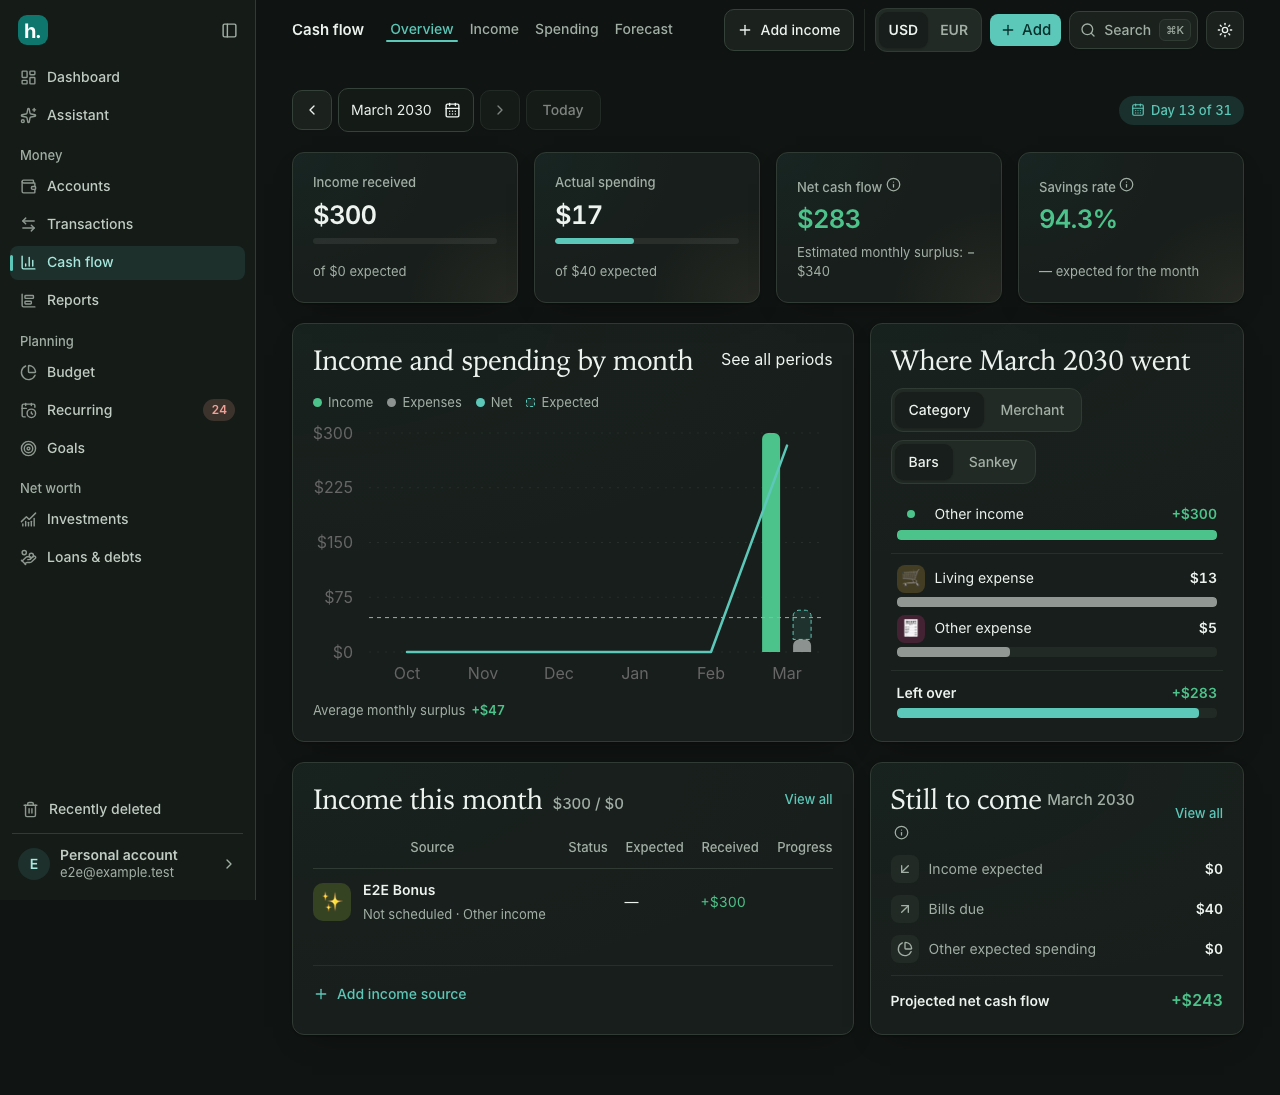 h.
Dashboard
Assistant
Money
Accounts
Transactions
Cash flow
Reports
Planning
Budget
Recurring 24
Goals
Net worth
Investments
Loans & debts
Recently deleted
E
Personal account
e2e@example.test
Cash flow Overview Income Spending Forecast Add income USD EUR Add Search ⌘K
March 2030 Today Day 13 of 31
Income received
$300
of $0 expected
Actual spending
$17
of $40 expected
Net cash flow
$283
Estimated monthly surplus: −
$340
Savings rate
94.3%
— expected for the month
Income and spending by month See all periods
Income Expenses Net Expected
$300
$225
$150
$75
$0
Oct Nov Dec Jan Feb Mar
Average monthly surplus +$47
Where March 2030 went
Category Merchant
Bars Sankey
Other income +$300
Living expense $13
Other expense $5
Left over +$283
Income this month $300 / $0 View all
Source Status Expected Received Progress
E2E Bonus
Not scheduled · Other income — +$300
Add income source
Still to come March 2030 View all
Income expected $0
Bills due $40
Other expected spending $0
Projected net cash flow +$243